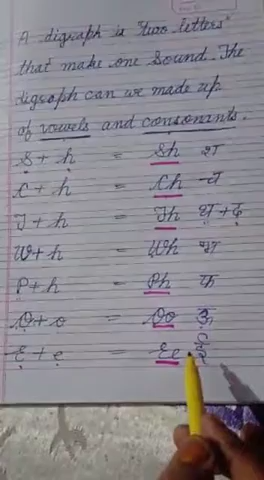 A digraph is "two letters"
that make one sound. The
digraph can we made up
of vowels and consonants.
S + h = Sh श
C + h = Ch च
T + h = Th थ + द
W + h = Wh
P + h = Ph फ
O + o = Oo ऊ
E + e = Ee ई